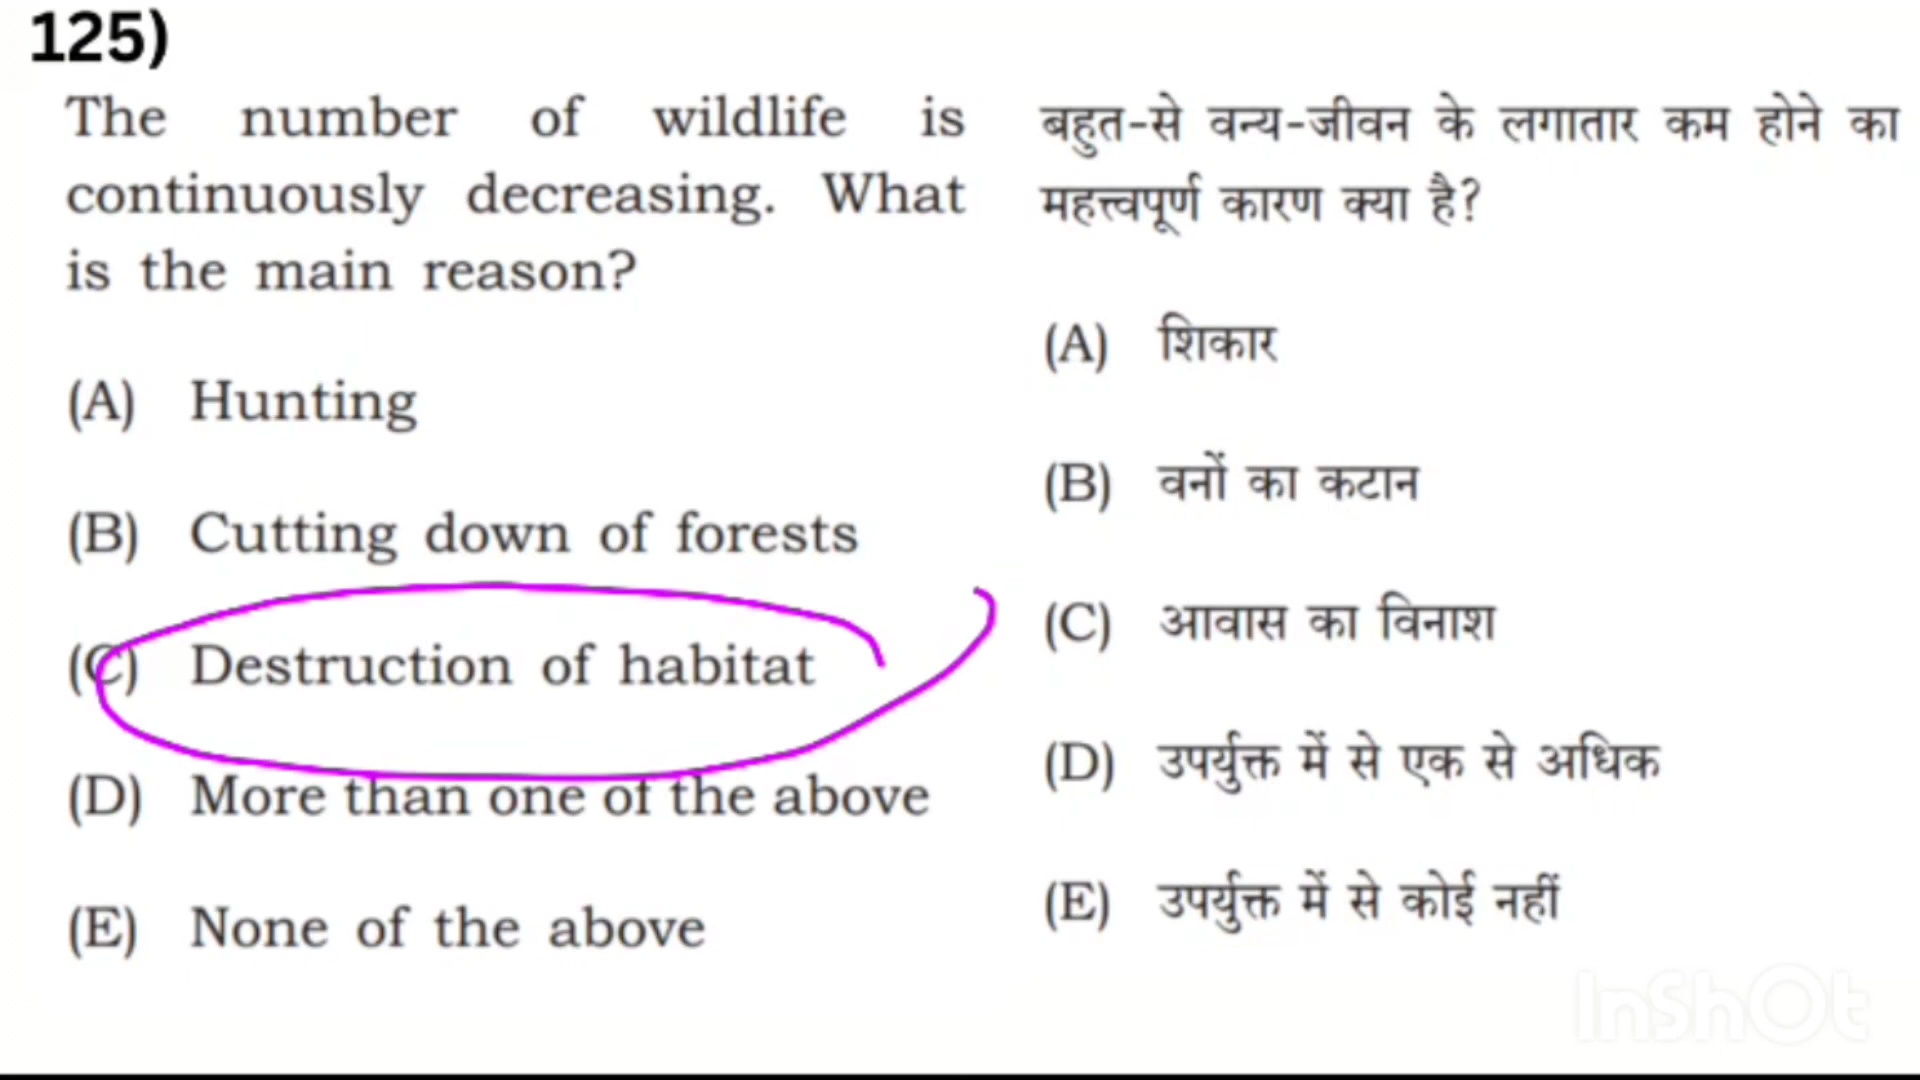 125)
The number of wildlife is
continuously decreasing. What
is the main reason?
(A) Hunting
(B) Cutting down of forests
(C) Destruction of habitat
(D) More than one of the above
(E) None of the above
बहुत-से वन्य-जीवन के लगातार कम होने का
महत्त्वपूर्ण कारण क्या है?
(A) शिकार
(B) वनों का कटान
(C) आवास का विनाश
(D) उपर्युक्त में से एक से अधिक
(E) उपर्युक्त में से कोई नहीं
InShOt